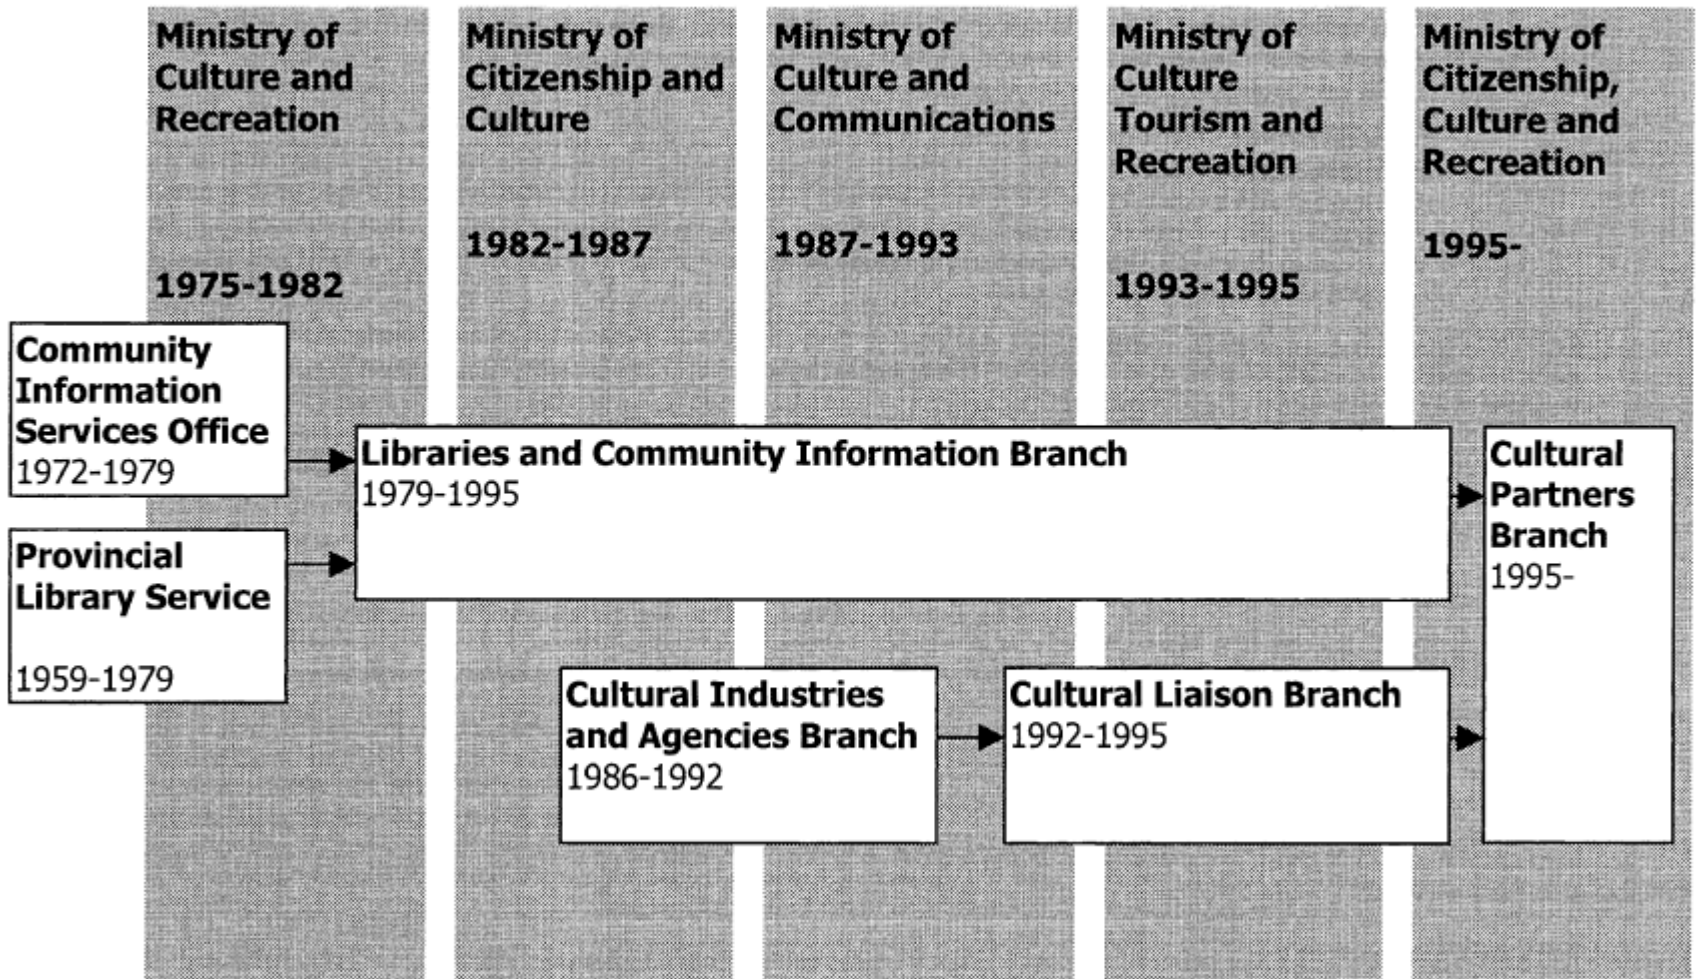 Ministry of
Culture and
Recreation
1975-1982
Ministry of
Citizenship and
Culture
1982-1987
Ministry of
Culture and
Communications
1987-1993
Ministry of
Culture
Tourism and
Recreation
1993-1995
Ministry of
Citizenship,
Culture and
Recreation
1995-
Community
Information
Services Office
1972-1979
Provincial
Library Service
1959-1979
Libraries and Community Information Branch
1979-1995
Cultural Industries
and Agencies Branch
1986-1992
Cultural Liaison Branch
1992-1995
Cultural
Partners
Branch
1995-